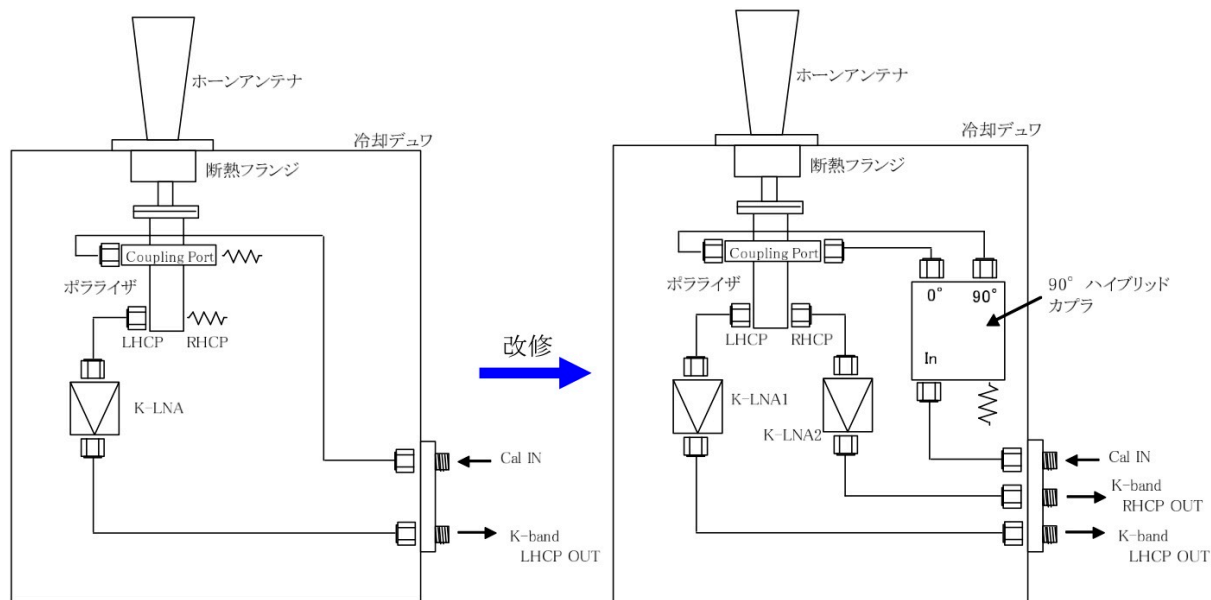 ホーンアンテナ
冷却デュワ
断熱フランジ
Coupling Port
ポラライザ
LHCP
RHCP
K-LNA
Cal IN
K-band
LHCP OUT
改修
ホーンアンテナ
冷却デュワ
断熱フランジ
Coupling Port
ポラライザ
0°
90°
90° ハイブリッド
カプラ
In
LHCP
RHCP
K-LNA1
K-LNA2
Cal IN
K-band
RHCP OUT
K-band
LHCP OUT